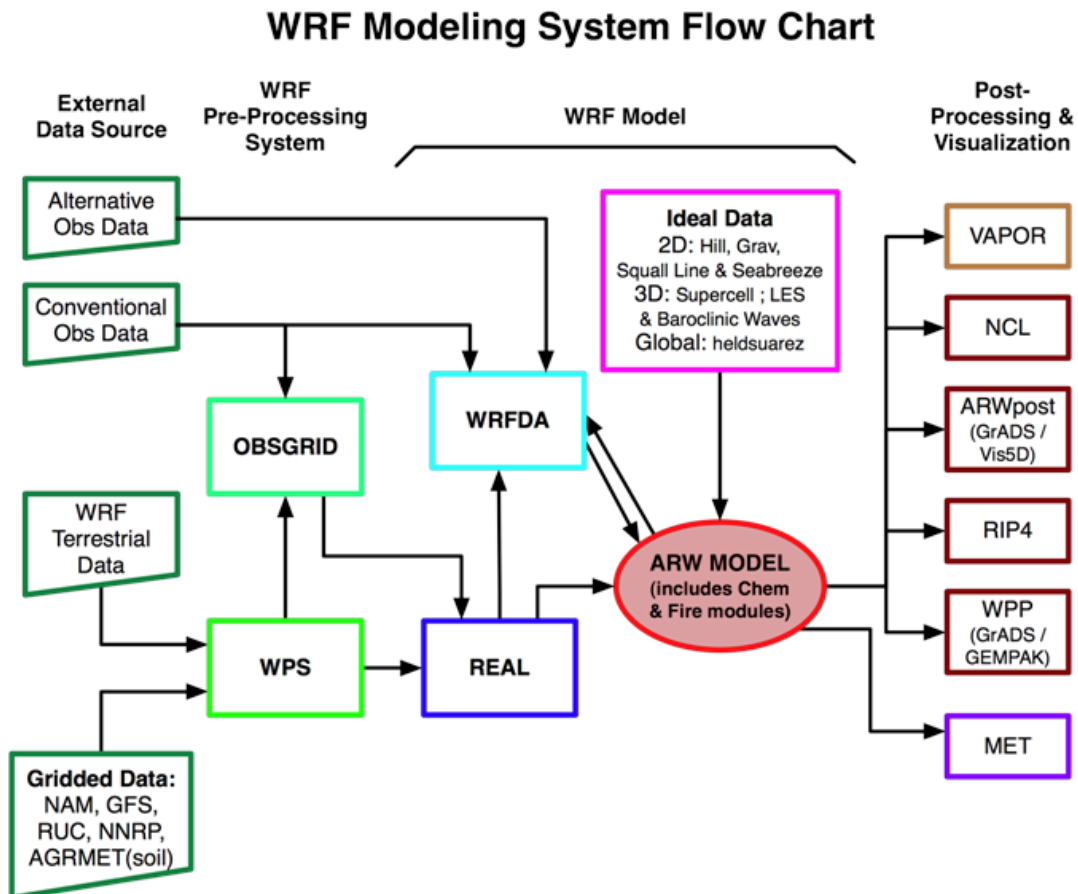 WRF Modeling System Flow Chart
External
Data Source
WRF
Pre-Processing
System
WRF Model
Post-
Processing &
Visualization
Alternative
Obs Data
Conventional
Obs Data
WRF
Terrestrial
Data
Gridded Data:
NAM, GFS,
RUC, NNRP,
AGRMET(soil)
OBSGRID
WPS
WRFDA
REAL
Ideal Data
2D: Hill, Grav,
Squall Line & Seabreeze
3D: Supercell ; LES
& Baroclinic Waves
Global: heldsuarez
ARW MODEL
(includes Chem
& Fire modules)
VAPOR
NCL
ARWpost
(GrADS /
Vis5D)
RIP4
WPP
(GrADS /
GEMPAK)
MET